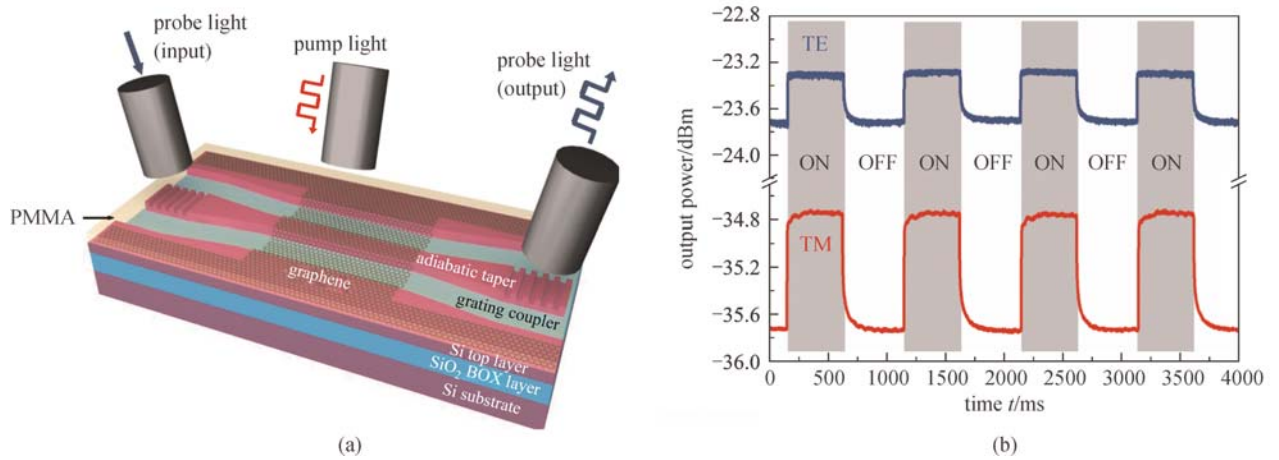 probe light
(input)
pump light
probe light
(output)
PMMA
graphene
adiabatic taper
grating coupler
Si top layer
SiO₂ BOX layer
Si substrate
(a)
output power/dBm
−22.8
−23.2
−23.6
−24.0
−34.8
−35.2
−35.6
−36.0
TE
ON OFF ON OFF ON OFF ON
TM
0 500 1000 1500 2000 2500 3000 3500 4000
time t/ms
(b)